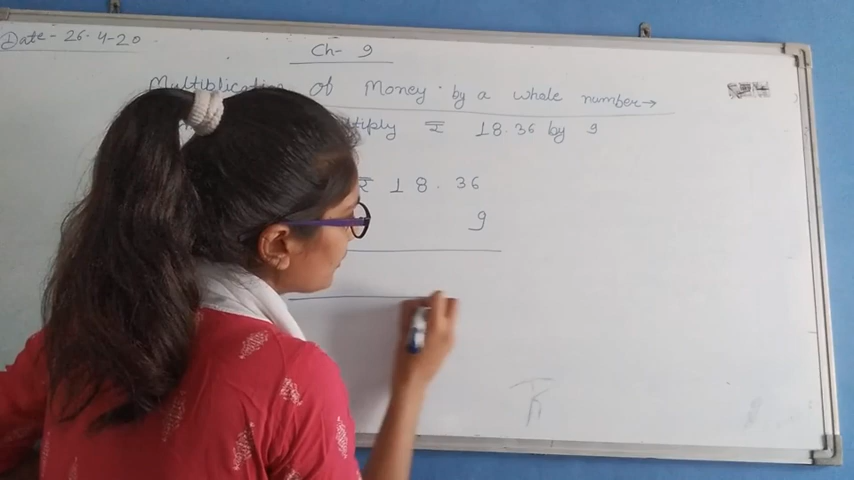 Date - 26-4-20
Ch- 9
Multiplication of Money by a whole number→
₹ 18.36 by 9
₹ 18.36
9